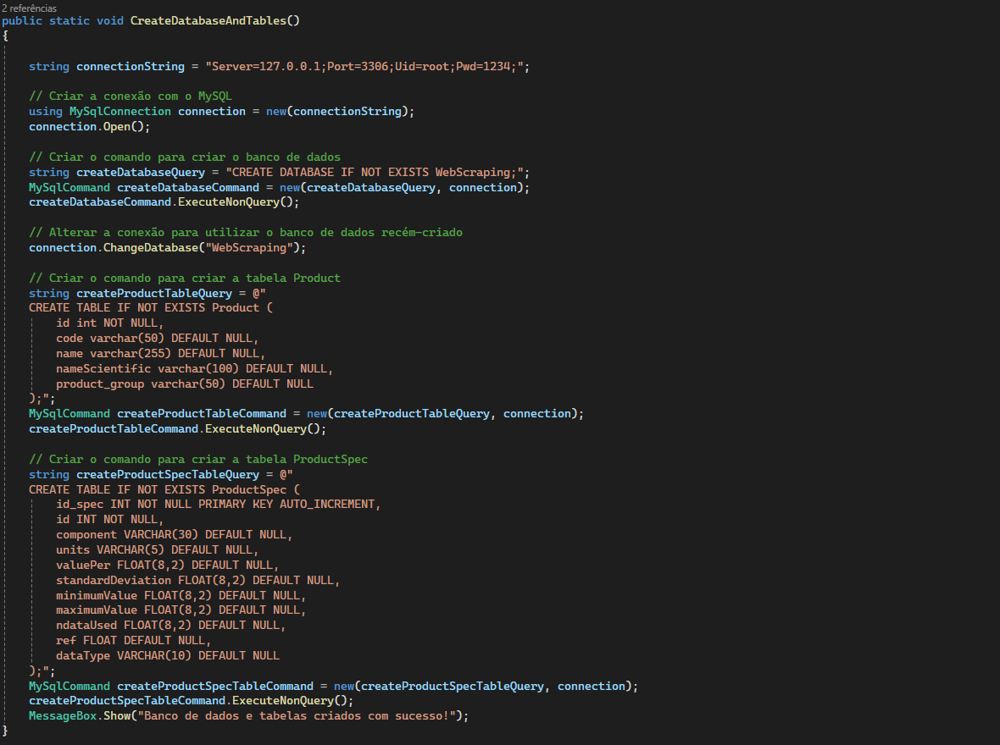 2 referências
public static void CreateDatabaseAndTables()
{
string connectionString = "Server=127.0.0.1;Port=3306;Uid=root;Pwd=1234;";
// Criar a conexão com o MySQL
using MySqlConnection connection = new(connectionString);
connection.Open();
// Criar o comando para criar o banco de dados
string createDatabaseQuery = "CREATE DATABASE IF NOT EXISTS WebScraping;";
MySqlCommand createDatabaseCommand = new(createDatabaseQuery, connection);
createDatabaseCommand.ExecuteNonQuery();
// Alterar a conexão para utilizar o banco de dados recém-criado
connection.ChangeDatabase("WebScraping");
// Criar o comando para criar a tabela Product
string createProductTableQuery = @"
CREATE TABLE IF NOT EXISTS Product (
id int NOT NULL,
code varchar(50) DEFAULT NULL,
name varchar(255) DEFAULT NULL,
nameScientific varchar(100) DEFAULT NULL,
product_group varchar(50) DEFAULT NULL
);";
MySqlCommand createProductTableCommand = new(createProductTableQuery, connection);
createProductTableCommand.ExecuteNonQuery();
// Criar o comando para criar a tabela ProductSpec
string createProductSpecTableQuery = @"
CREATE TABLE IF NOT EXISTS ProductSpec (
id_spec INT NOT NULL PRIMARY KEY AUTO_INCREMENT,
id INT NOT NULL,
component VARCHAR(30) DEFAULT NULL,
units VARCHAR(5) DEFAULT NULL,
valuePer FLOAT(8,2) DEFAULT NULL,
standardDeviation FLOAT(8,2) DEFAULT NULL,
minimumValue FLOAT(8,2) DEFAULT NULL,
maximumValue FLOAT(8,2) DEFAULT NULL,
ndataUsed FLOAT(8,2) DEFAULT NULL,
ref FLOAT DEFAULT NULL,
dataType VARCHAR(10) DEFAULT NULL
);";
MySqlCommand createProductSpecTableCommand = new(createProductSpecTableQuery, connection);
createProductSpecTableCommand.ExecuteNonQuery();
MessageBox.Show("Banco de dados e tabelas criados com sucesso!");
}